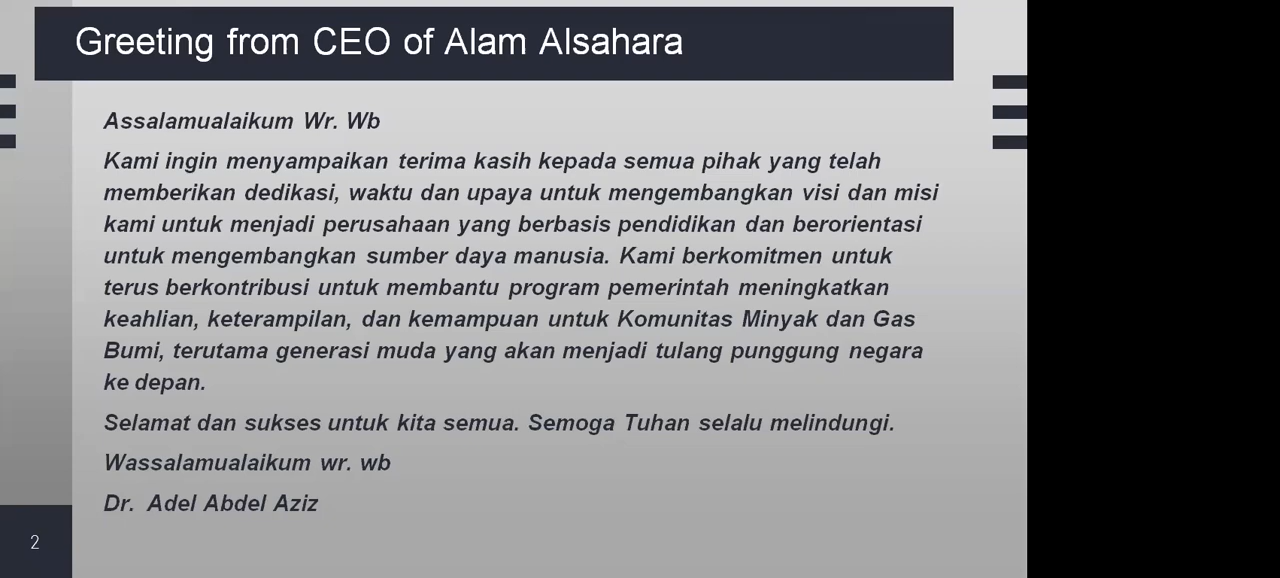 Greeting from CEO of Alam Alsahara
Assalamualaikum Wr. Wb
Kami ingin menyampaikan terima kasih kepada semua pihak yang telah
memberikan dedikasi, waktu dan upaya untuk mengembangkan visi dan misi
kami untuk menjadi perusahaan yang berbasis pendidikan dan berorientasi
untuk mengembangkan sumber daya manusia. Kami berkomitmen untuk
terus berkontribusi untuk membantu program pemerintah meningkatkan
keahlian, keterampilan, dan kemampuan untuk Komunitas Minyak dan Gas
Bumi, terutama generasi muda yang akan menjadi tulang punggung negara
ke depan.
Selamat dan sukses untuk kita semua. Semoga Tuhan selalu melindungi.
Wassalamualaikum wr. wb
Dr. Adel Abdel Aziz
2